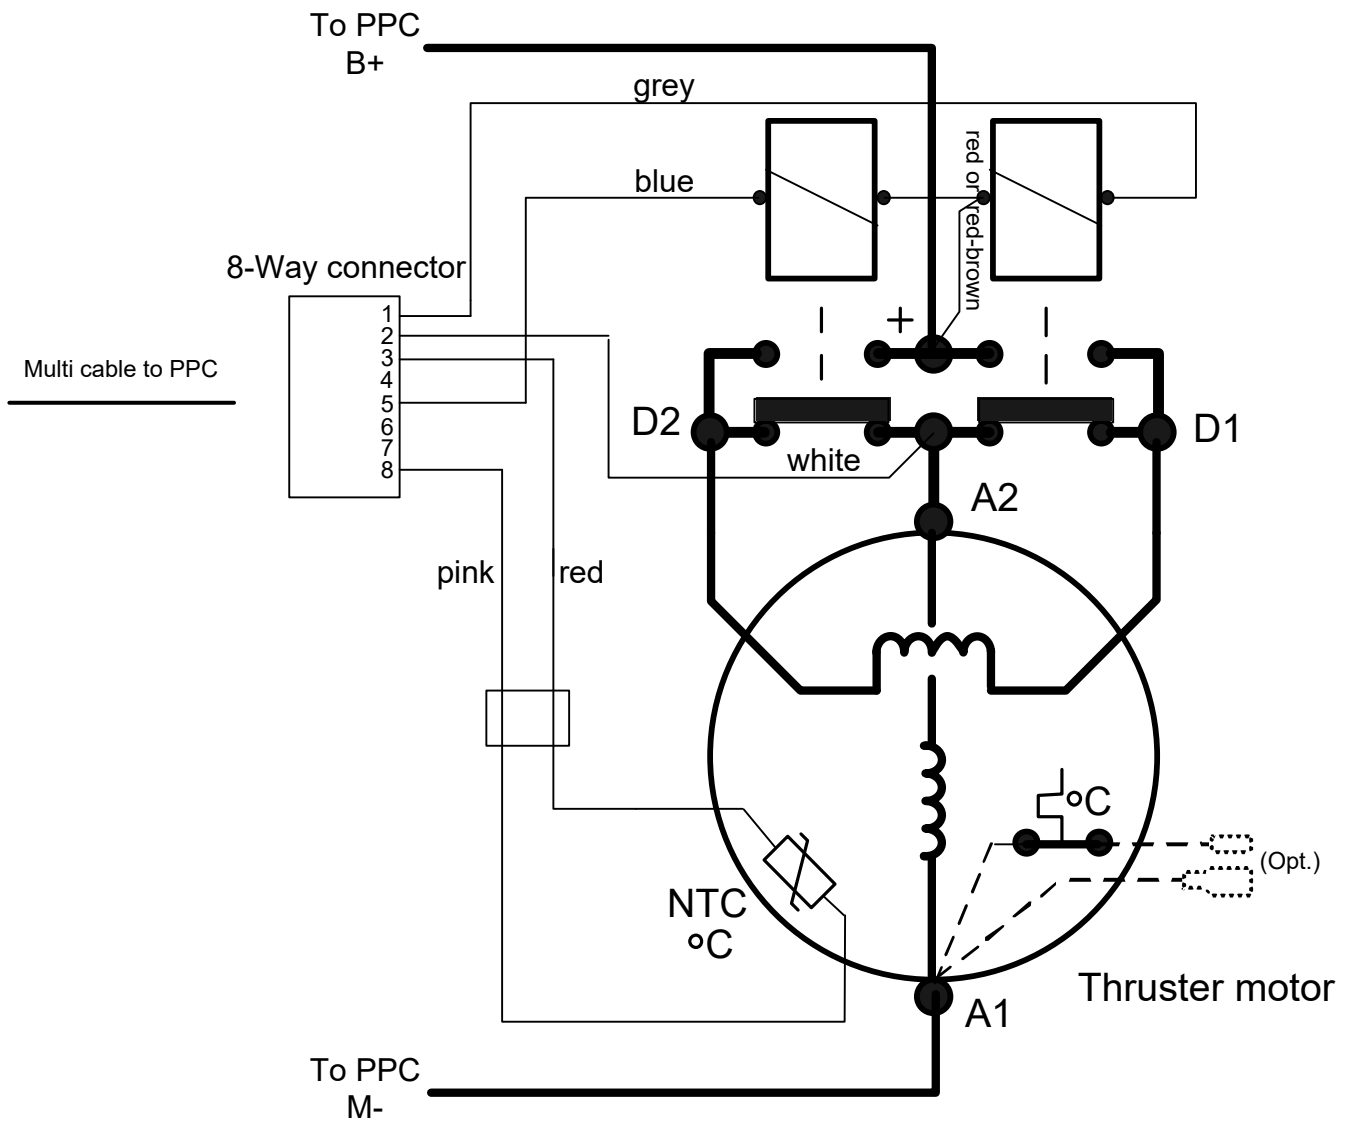 To PPC
B+
grey
red or red-brown
blue
8-Way connector
1
2
3
4
5
6
7
8
Multi cable to PPC
+
D2
D1
white
A2
pink
red
°C
(Opt.)
NTC
°C
Thruster motor
A1
To PPC
M-